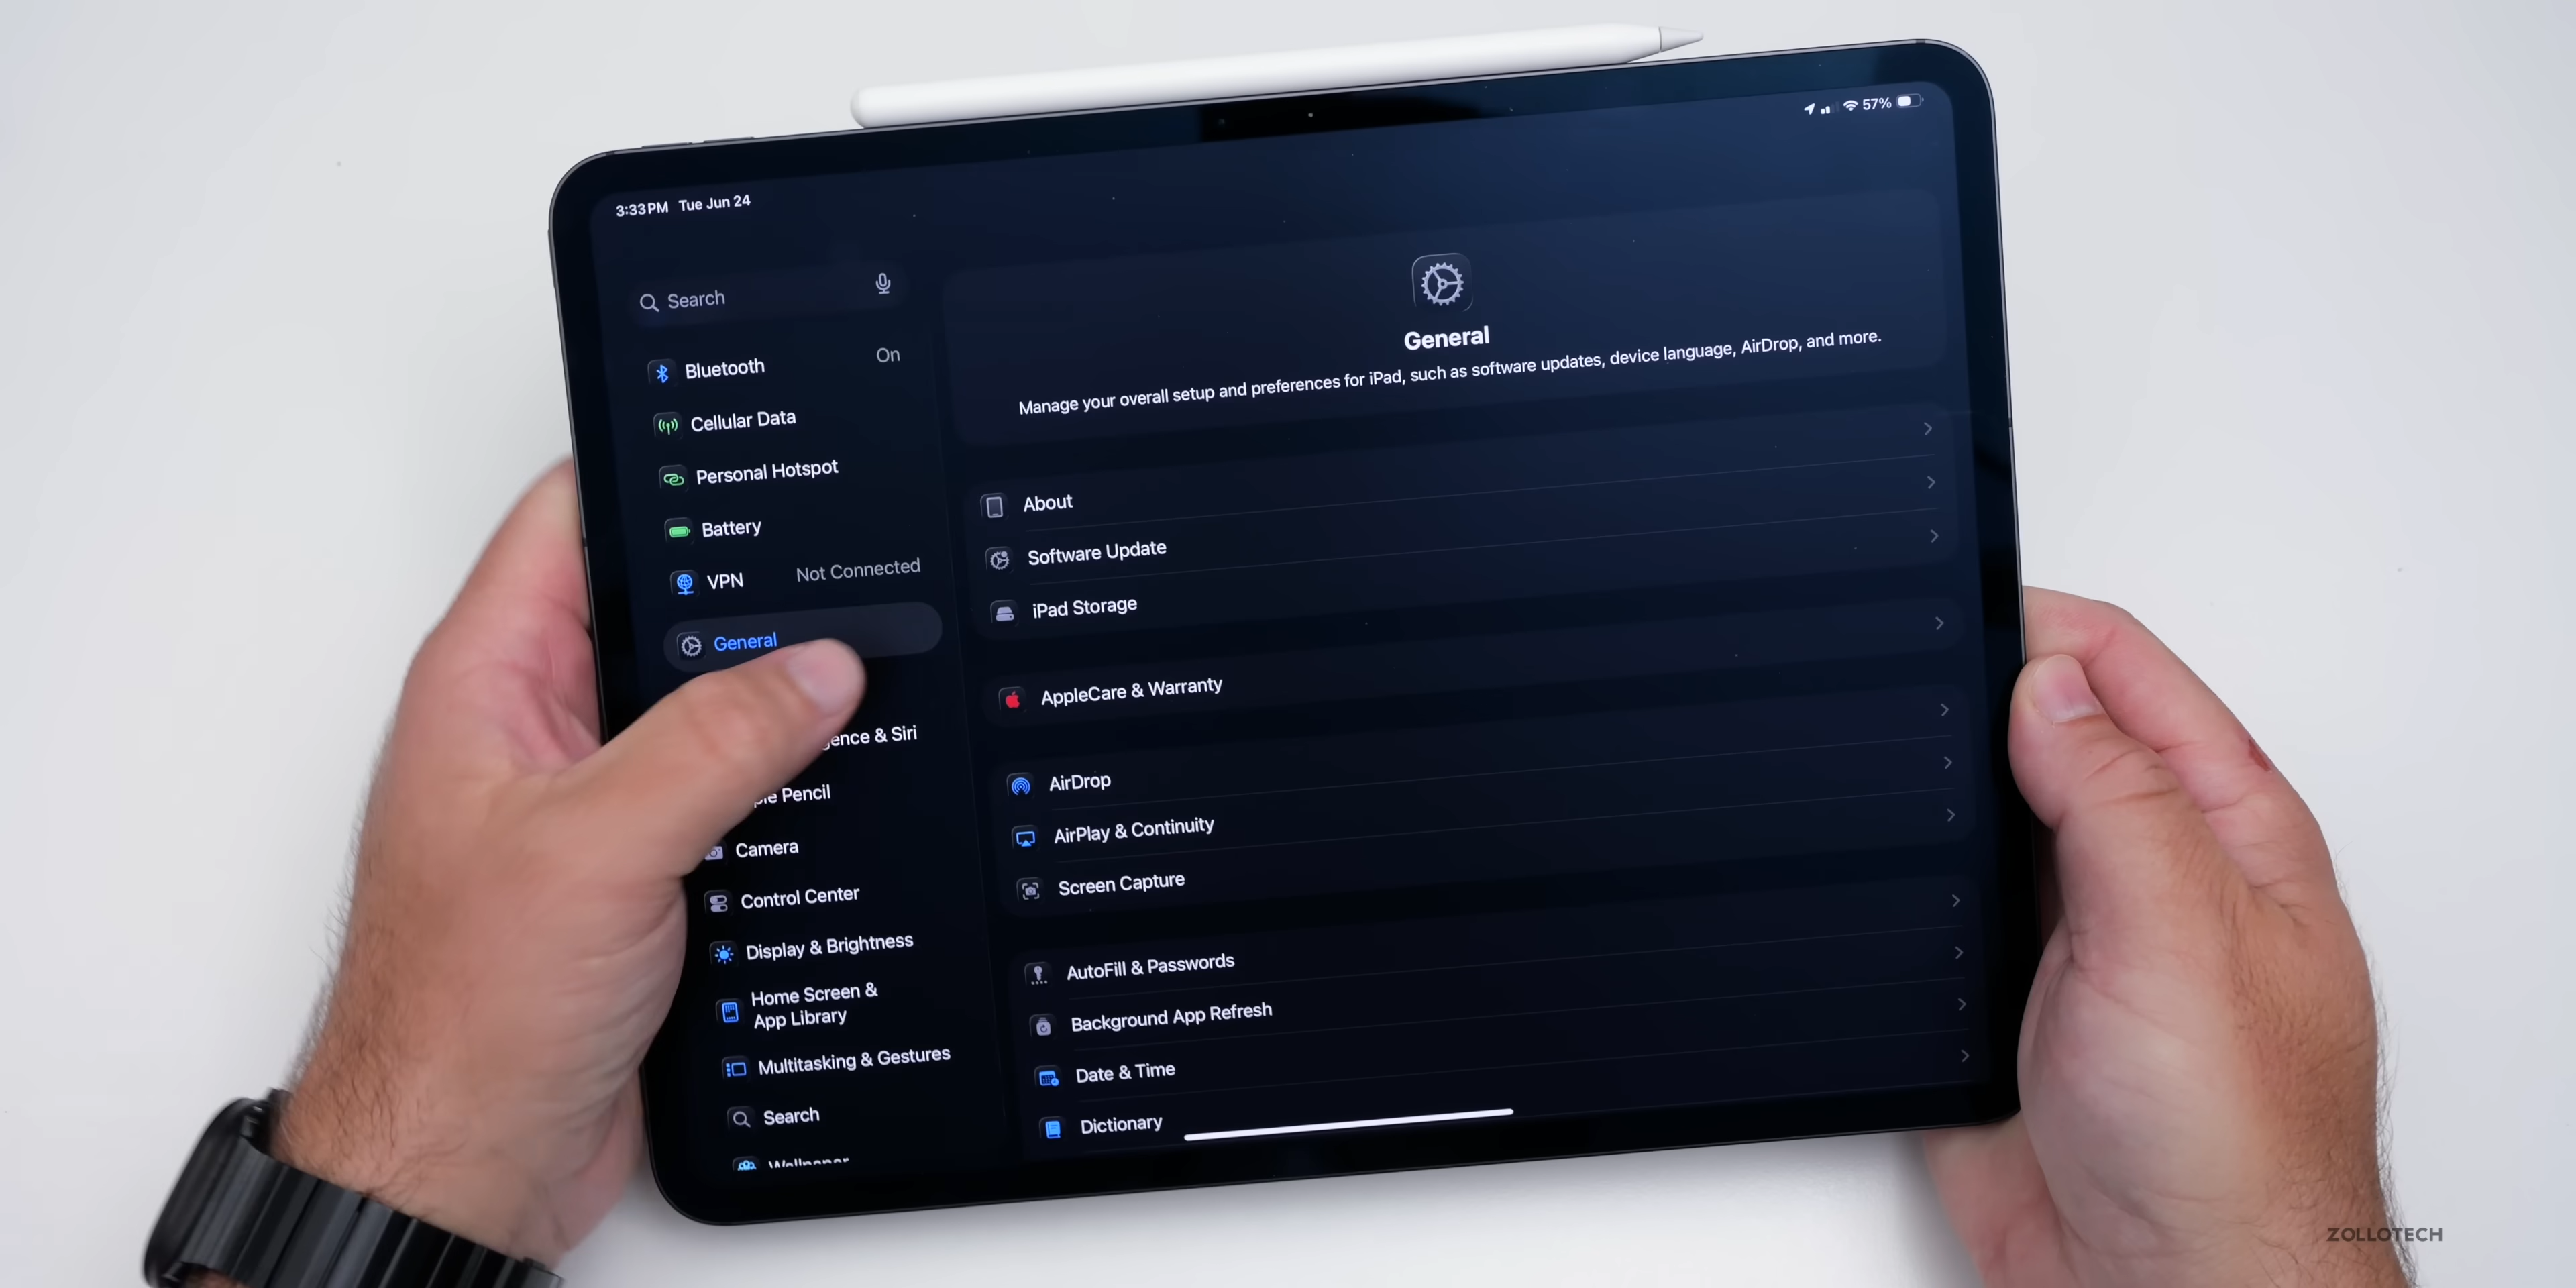 3:33 PM Tue Jun 24
57%
Search
Bluetooth On
Cellular Data
Personal Hotspot
Battery
VPN Not Connected
General
& Siri
Pencil
Camera
Control Center
Display & Brightness
Home Screen &
App Library
Multitasking & Gestures
Search
Wallpaper
General
Manage your overall setup and preferences for iPad, such as software updates, device language, AirDrop, and more.
About
Software Update
iPad Storage
AppleCare & Warranty
AirDrop
AirPlay & Continuity
Screen Capture
AutoFill & Passwords
Background App Refresh
Date & Time
Dictionary
ZOLLOTECH